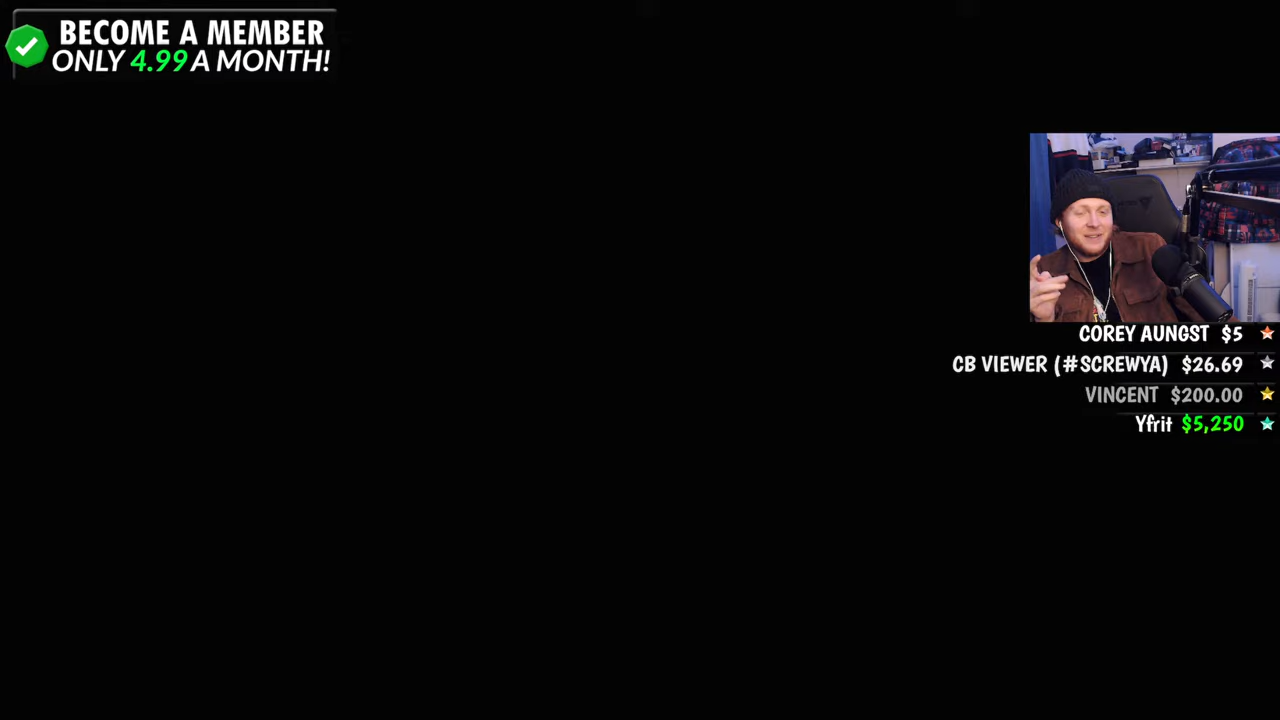 BECOME A MEMBER
ONLY 4.99 A MONTH!
COREY AUNGST $5
CB VIEWER (#SCREWYA) $26.69
VINCENT $200.00
Yfrit $5,250